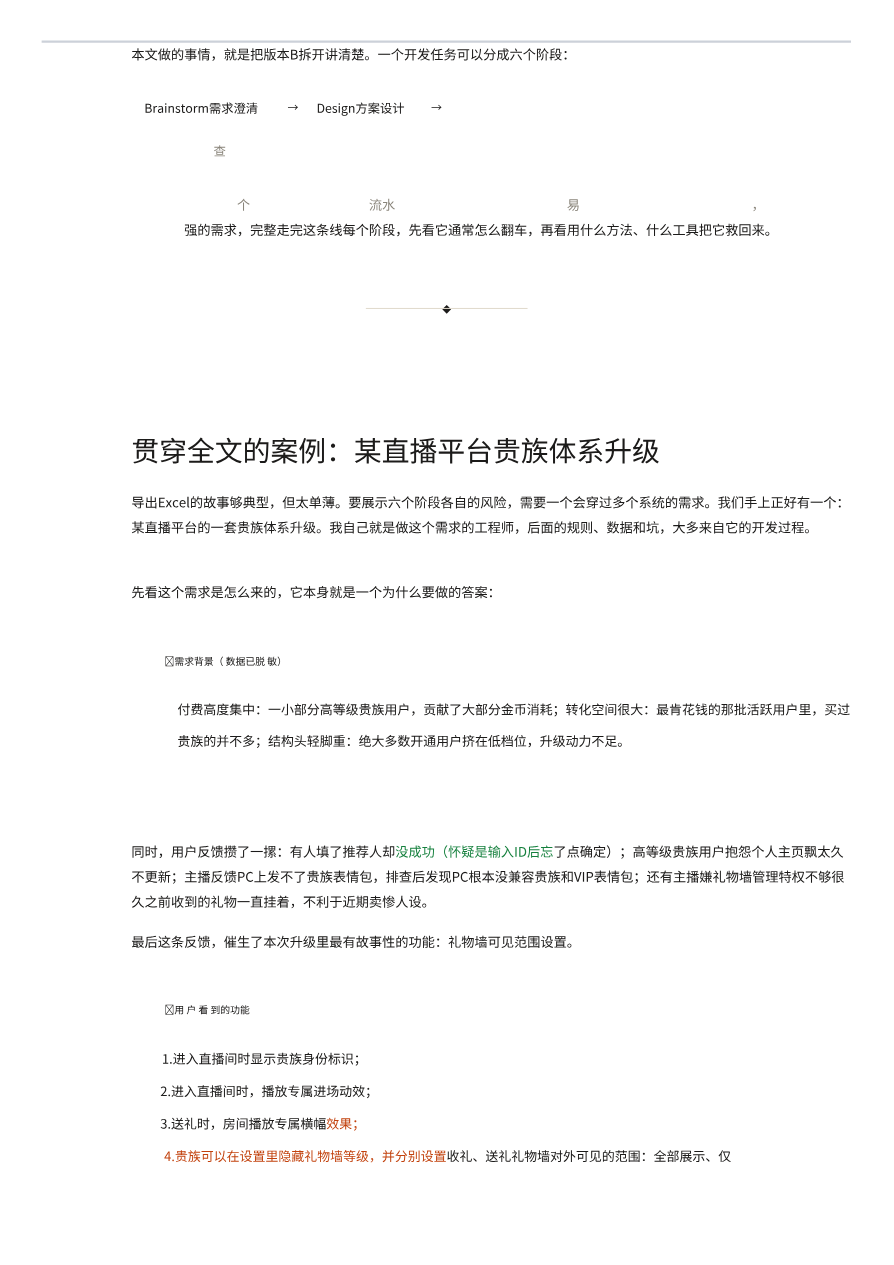 本文做的事情，就是把版本B拆开讲清楚。一个开发任务可以分成六个阶段：
Brainstorm需求澄清 → Design方案设计 →
查
个 流水 易 ，
强的需求，完整走完这条线每个阶段，先看它通常怎么翻车，再看用什么方法、什么工具把它救回来。
贯穿全文的案例：某直播平台贵族体系升级
导出Excel的故事够典型，但太单薄。要展示六个阶段各自的风险，需要一个会穿过多个系统的需求。我们手上正好有一个：
某直播平台的一套贵族体系升级。我自己就是做这个需求的工程师，后面的规则、数据和坑，大多来自它的开发过程。
先看这个需求是怎么来的，它本身就是一个为什么要做的答案：
需求背景（ 数据已脱 敏）
付费高度集中：一小部分高等级贵族用户，贡献了大部分金币消耗；转化空间很大：最肯花钱的那批活跃用户里，买过
贵族的并不多；结构头轻脚重：绝大多数开通用户挤在低档位，升级动力不足。
同时，用户反馈攒了一摞：有人填了推荐人却没成功（怀疑是输入ID后忘了点确定）；高等级贵族用户抱怨个人主页飘太久
不更新；主播反馈PC上发不了贵族表情包，排查后发现PC根本没兼容贵族和VIP表情包；还有主播嫌礼物墙管理特权不够很
久之前收到的礼物一直挂着，不利于近期卖惨人设。
最后这条反馈，催生了本次升级里最有故事性的功能：礼物墙可见范围设置。
用 户 看 到的功能
1.进入直播间时显示贵族身份标识；
2.进入直播间时，播放专属进场动效；
3.送礼时，房间播放专属横幅效果；
4.贵族可以在设置里隐藏礼物墙等级，并分别设置收礼、送礼礼物墙对外可见的范围：全部展示、仅